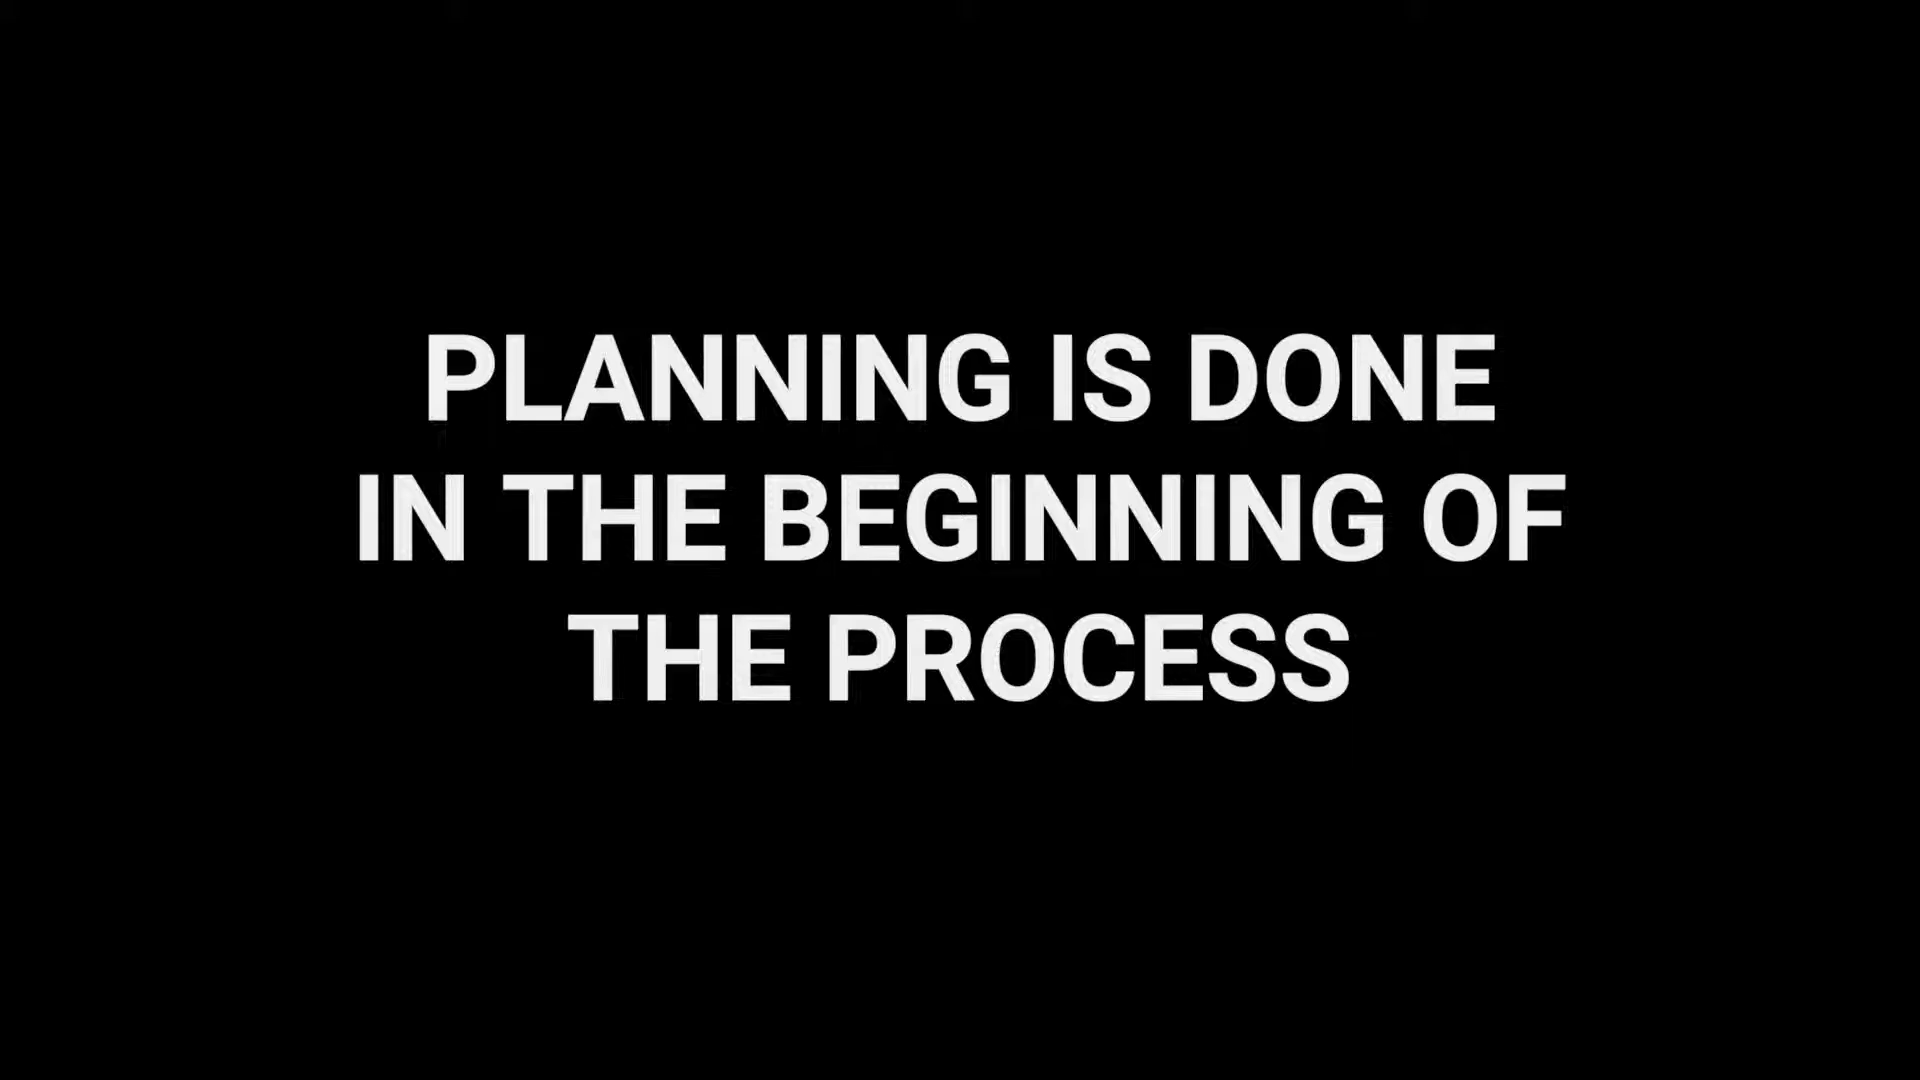 PLANNING IS DONE
IN THE BEGINNING OF
THE PROCESS